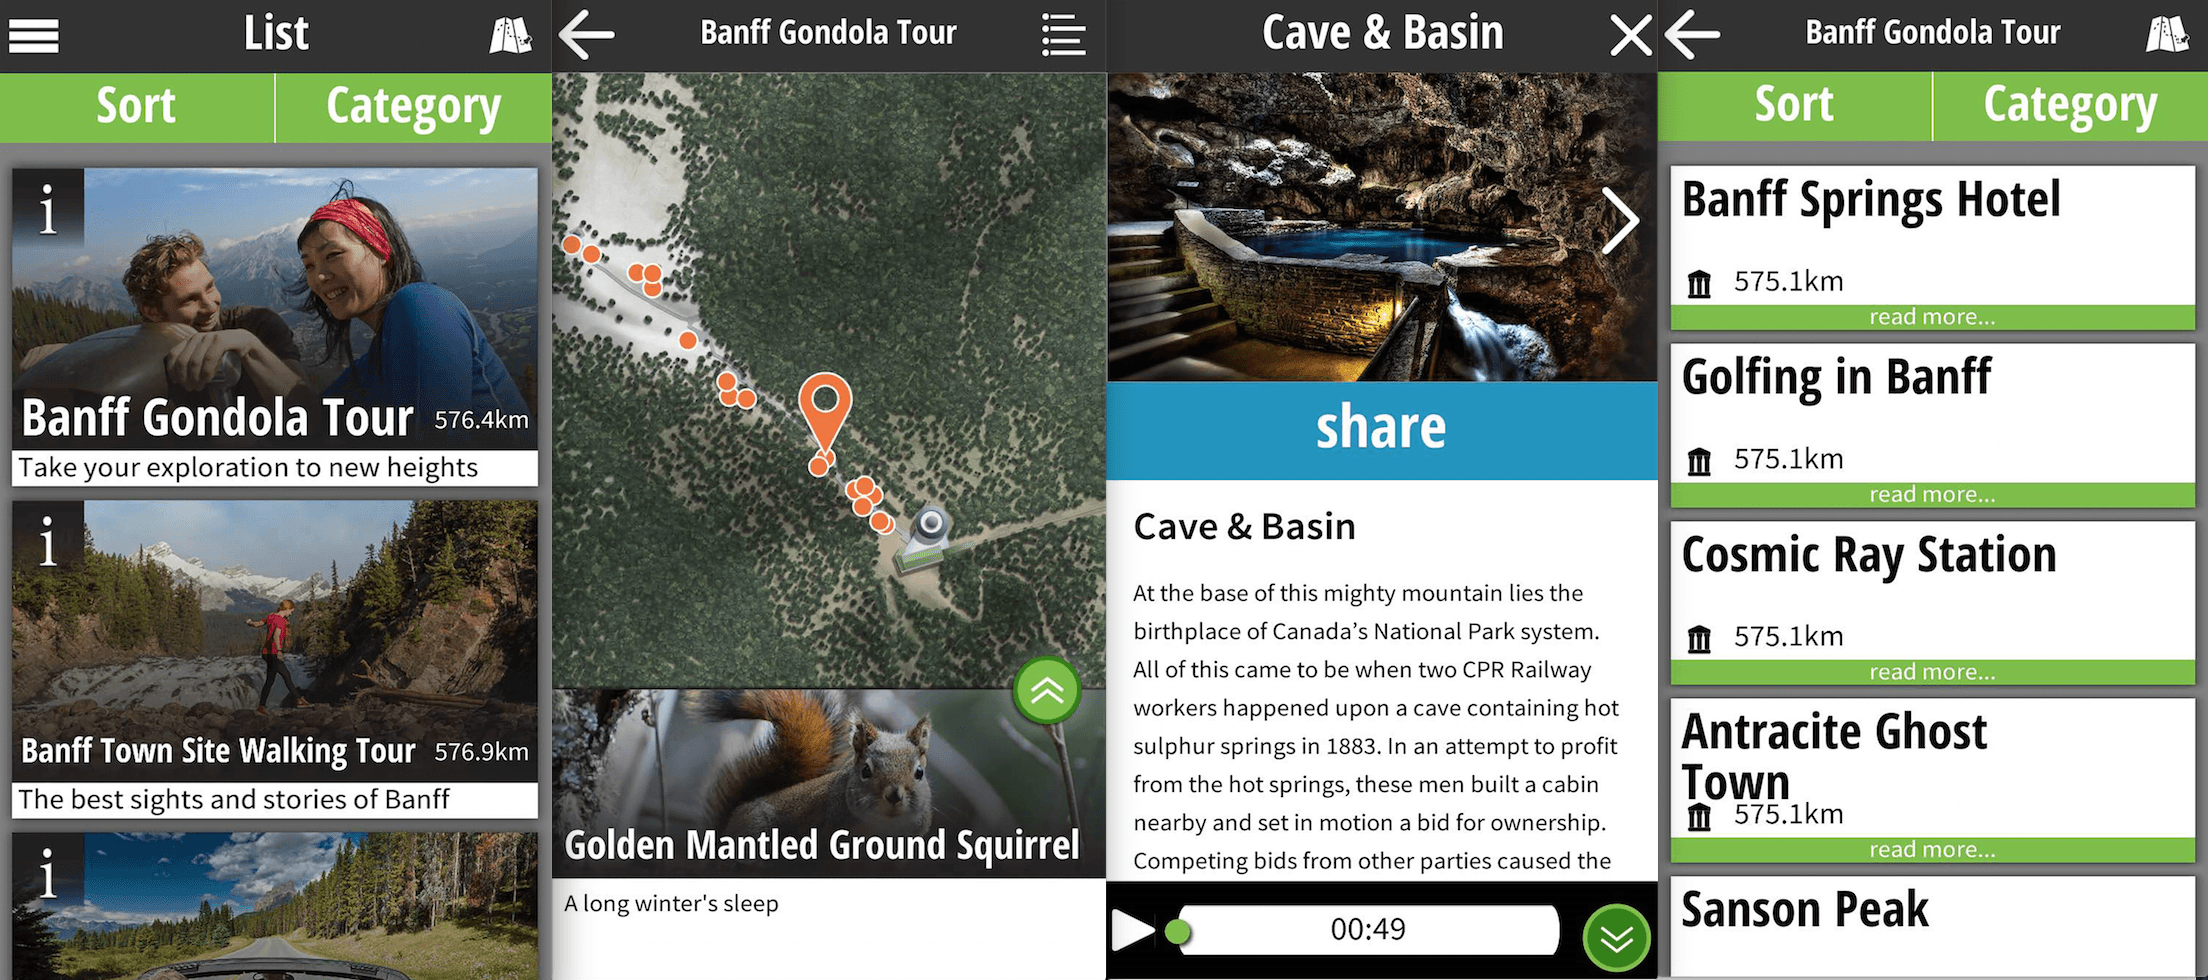 List
Sort
Category
i
Banff Gondola Tour 576.4km
Take your exploration to new heights
i
Banff Town Site Walking Tour 576.9km
The best sights and stories of Banff
i
Banff Gondola Tour
Golden Mantled Ground Squirrel
A long winter's sleep
Cave & Basin
share
Cave & Basin
At the base of this mighty mountain lies the
birthplace of Canada’s National Park system.
All of this came to be when two CPR Railway
workers happened upon a cave containing hot
sulphur springs in 1883. In an attempt to profit
from the hot springs, these men built a cabin
nearby and set in motion a bid for ownership.
Competing bids from other parties caused the
00:49
Banff Gondola Tour
Sort
Category
Banff Springs Hotel
575.1km
read more...
Golfing in Banff
575.1km
read more...
Cosmic Ray Station
575.1km
read more...
Antracite Ghost
Town
575.1km
read more...
Sanson Peak